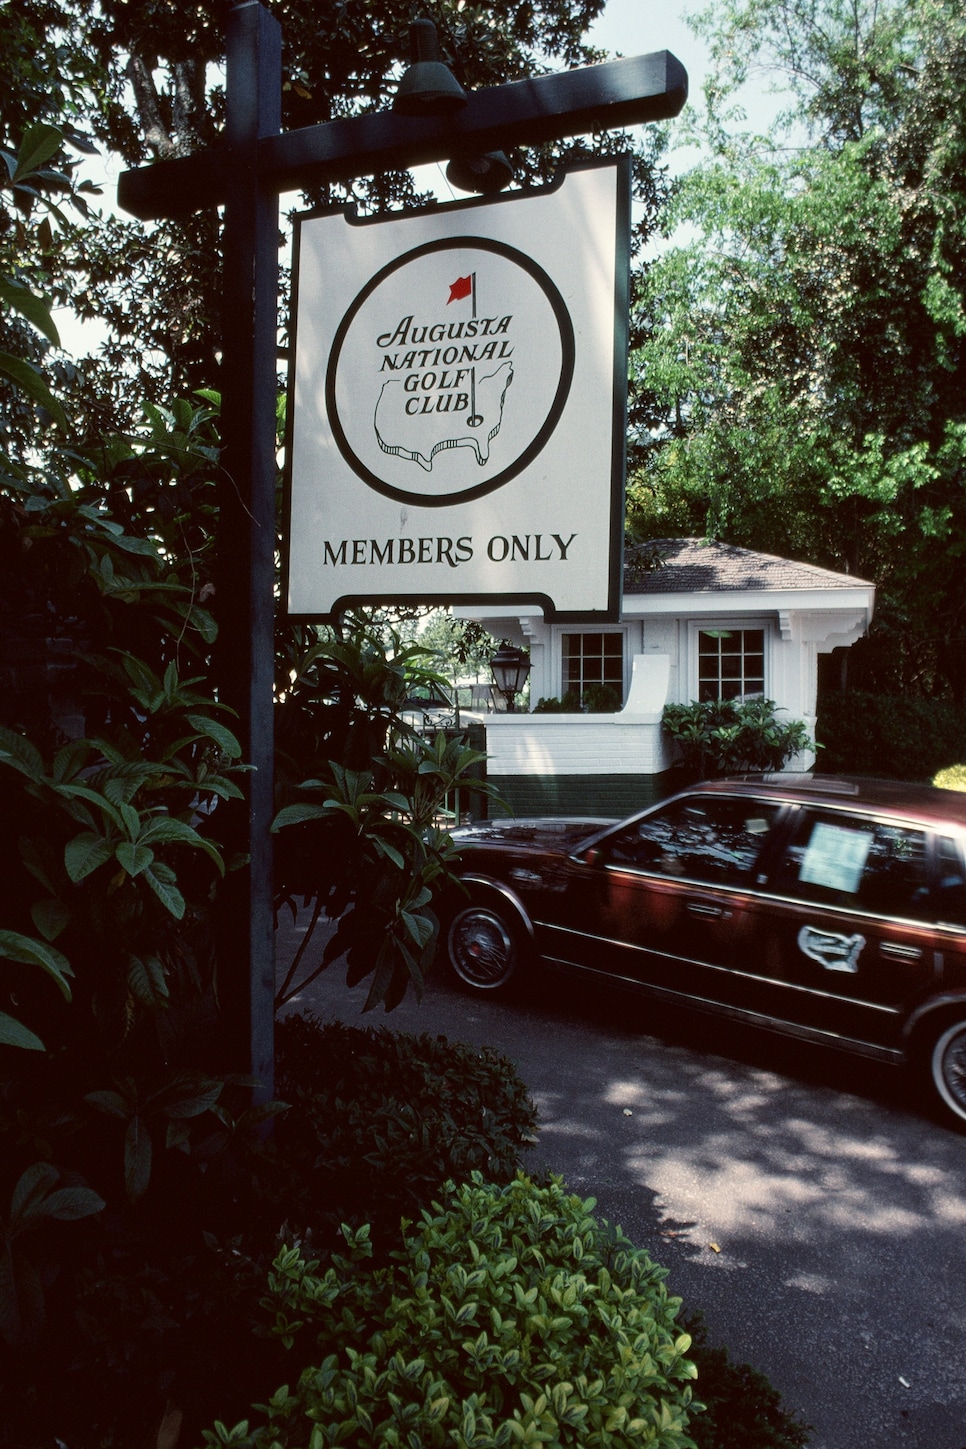 AUGUSTA
NATIONAL
GOLF
CLUB
MEMBERS ONLY